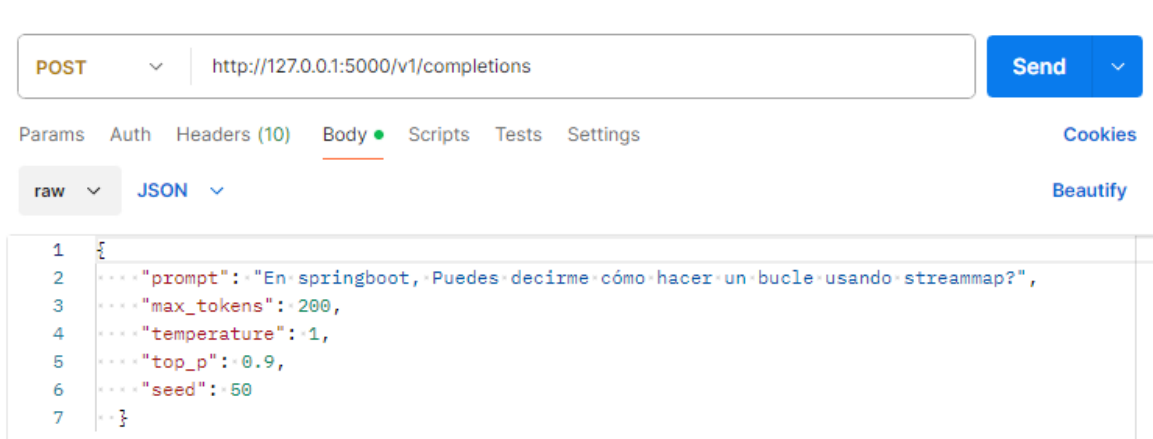 POST http://127.0.0.1:5000/v1/completions Send
Params Auth Headers (10) Body Scripts Tests Settings Cookies
raw JSON Beautify
1 {
2 "prompt": "En springboot, Puedes decirme cómo hacer un bucle usando streammap?",
3 "max_tokens": 200,
4 "temperature": 1,
5 "top_p": 0.9,
6 "seed": 50
7 }